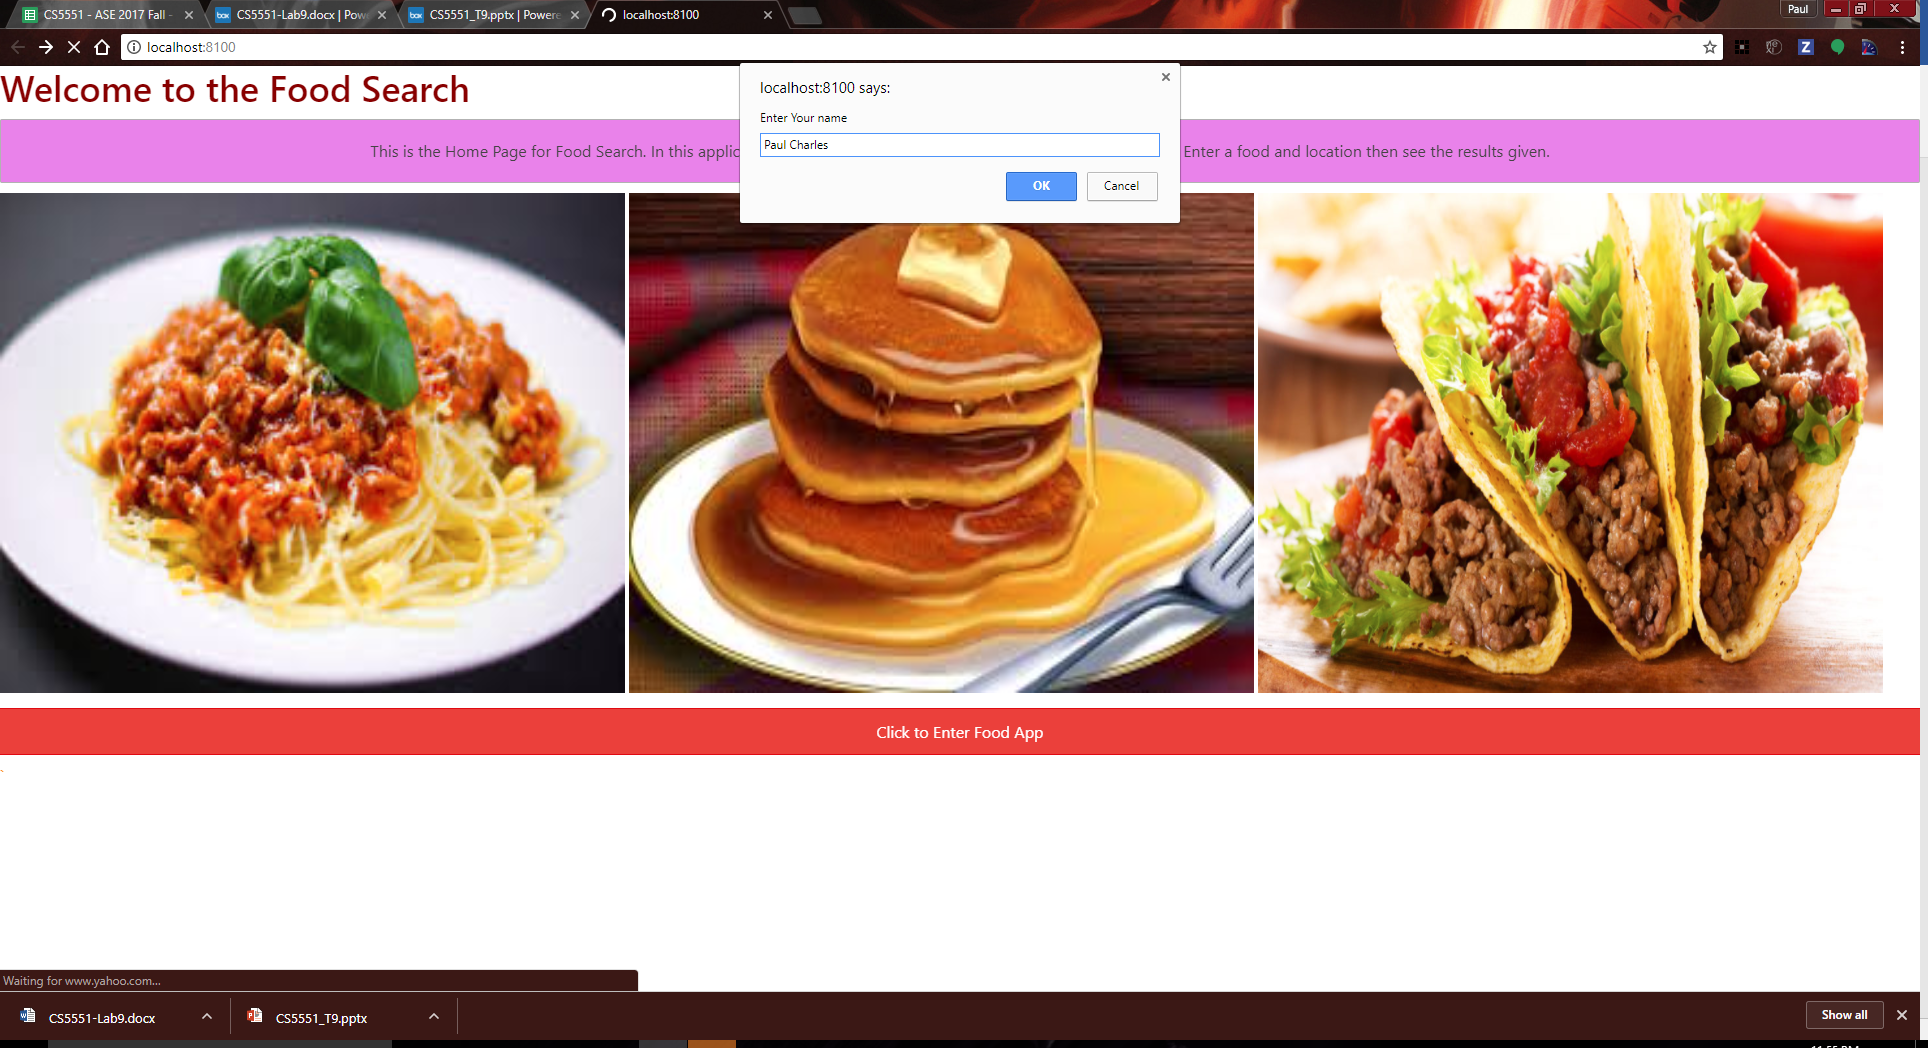 CS5551 - ASE 2017 Fall -
CS5551-Lab9.docx | Pow
CS5551_T9.pptx | Powere
localhost:8100
Paul
localhost:8100
Welcome to the Food Search
localhost:8100 says:
Enter Your name
Paul Charles
OK
Cancel
This is the Home Page for Food Search. In this applic
Enter a food and location then see the results given.
Click to Enter Food App
Waiting for www.yahoo.com...
CS5551-Lab9.docx
CS5551_T9.pptx
Show all